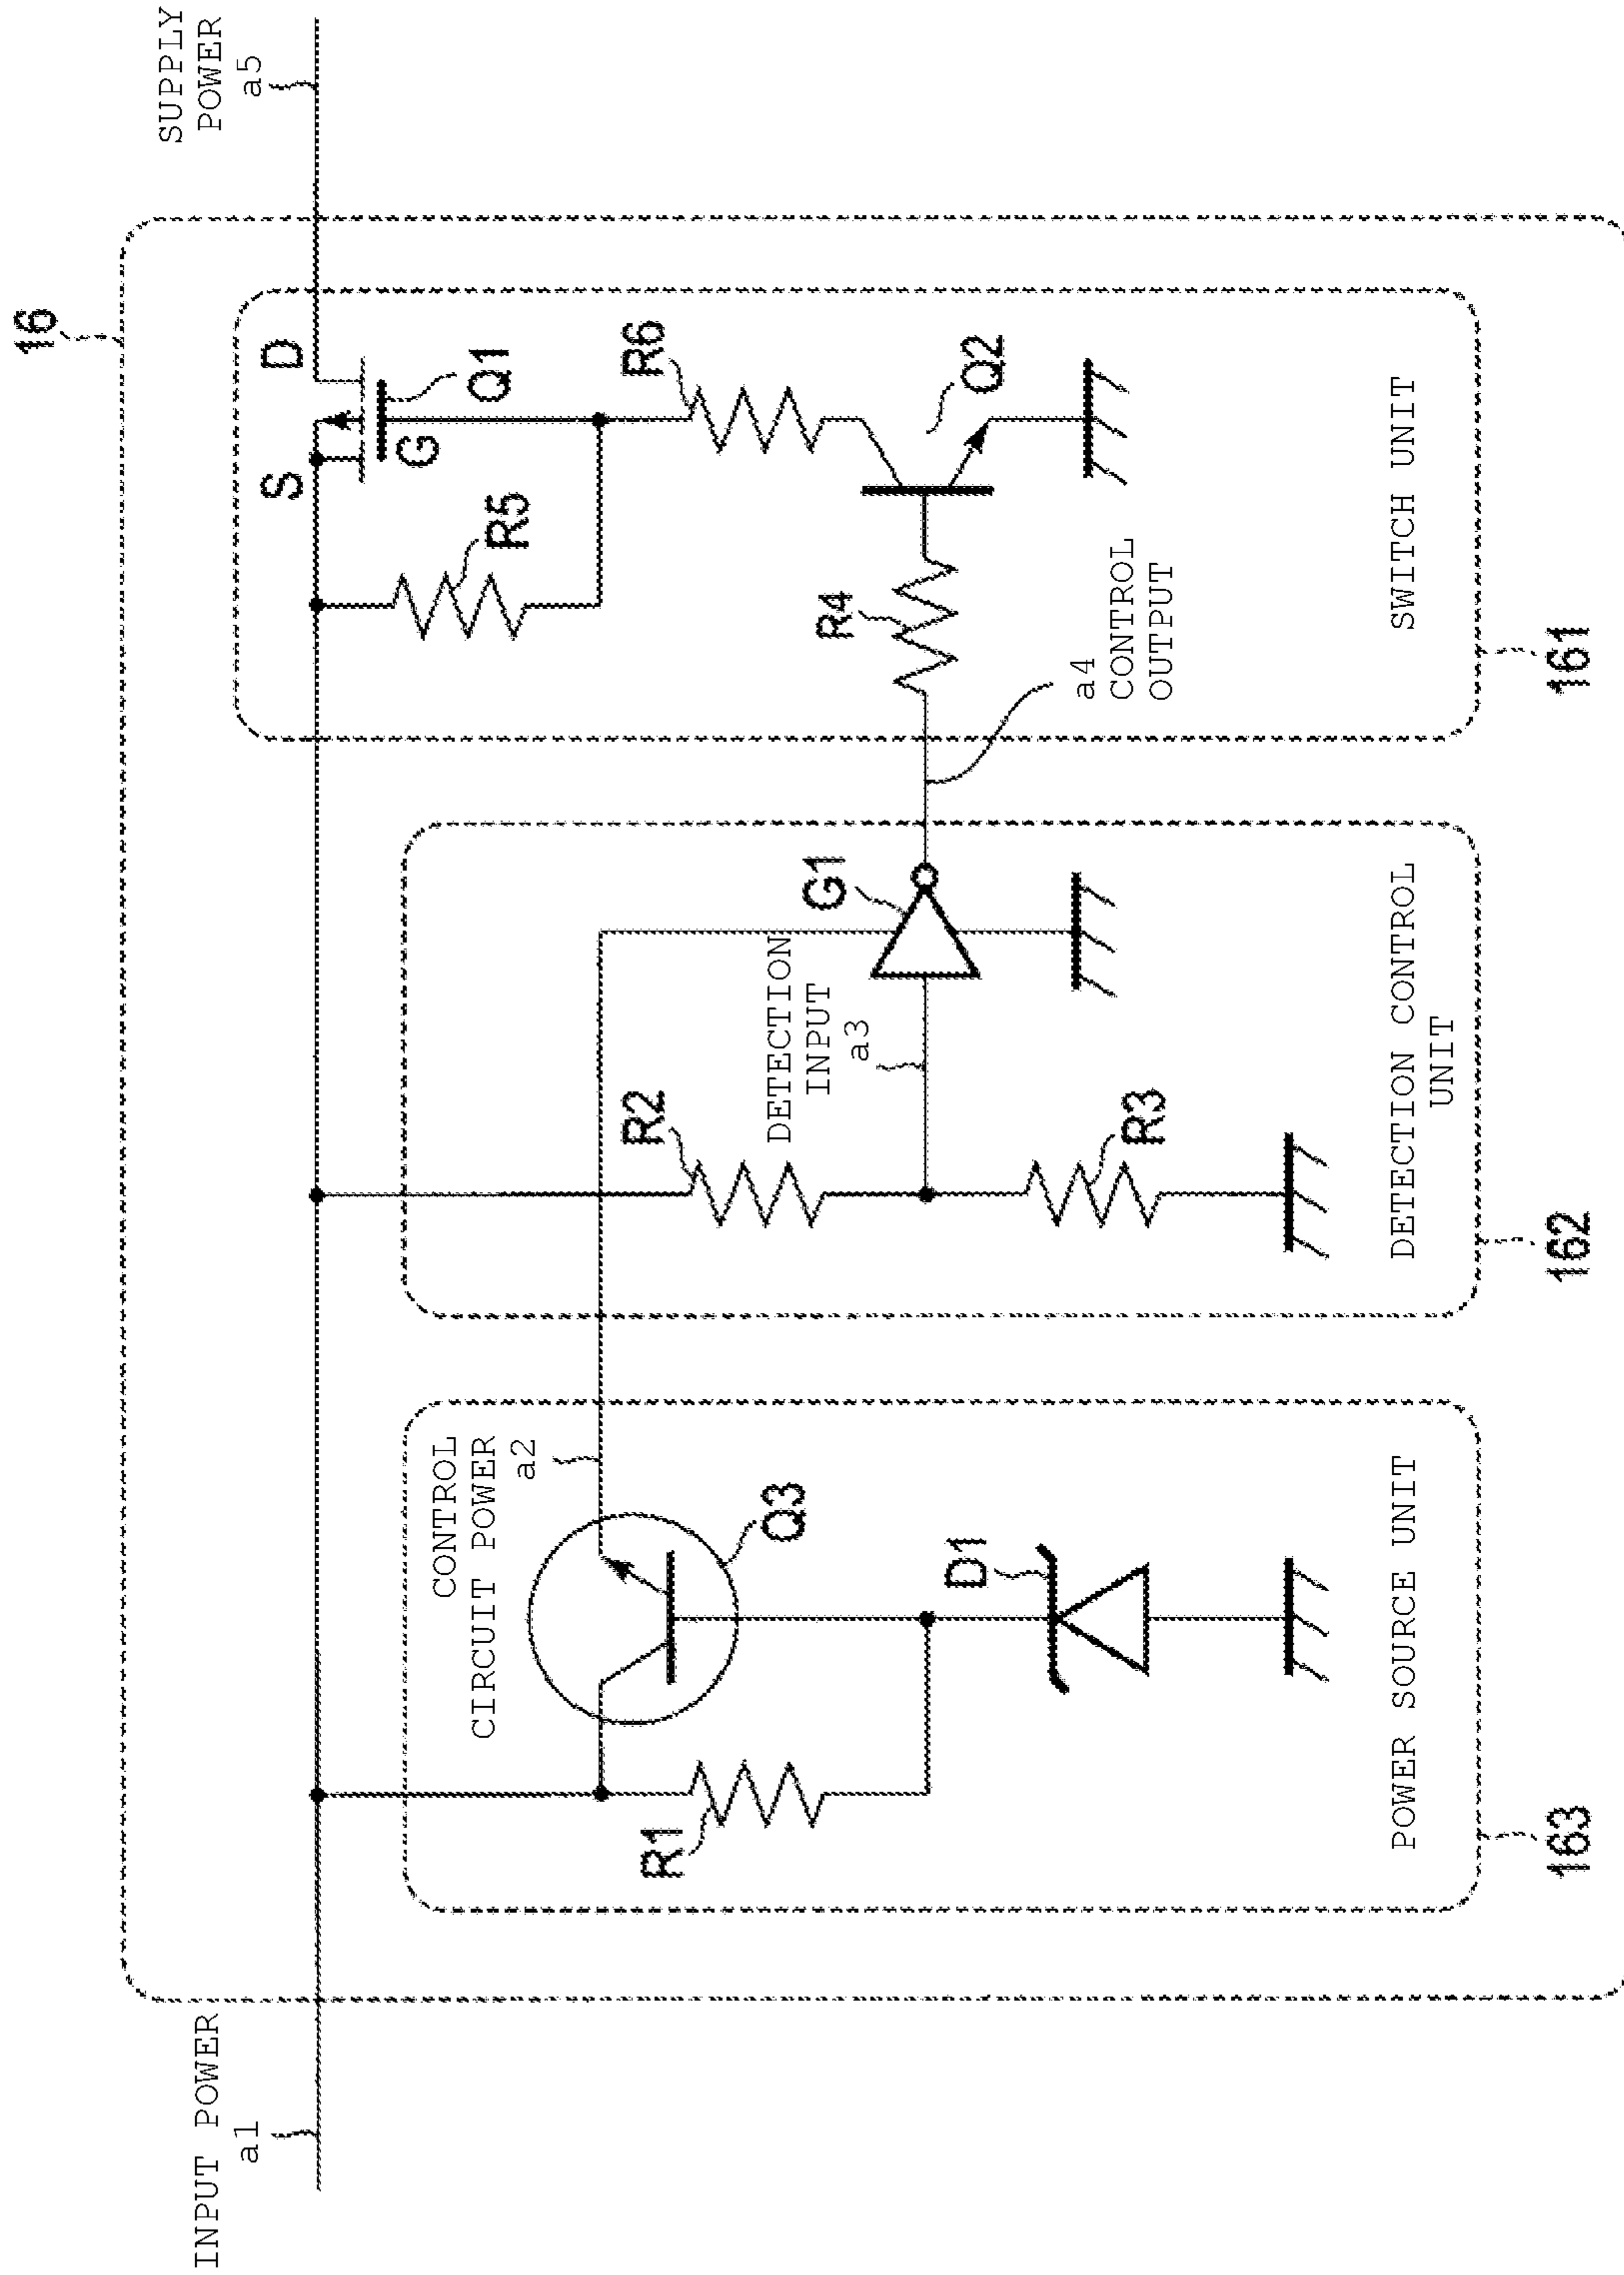 16
INPUT POWER
a1
SUPPLY
POWER
a5
S
D
G
Q1
R5
R6
Q2
R4
a4
CONTROL
OUTPUT
SWITCH UNIT
161
G1
DETECTION
INPUT
a3
R2
R3
DETECTION CONTROL
UNIT
162
CONTROL
CIRCUIT POWER
a2
Q3
D1
R1
POWER SOURCE UNIT
163